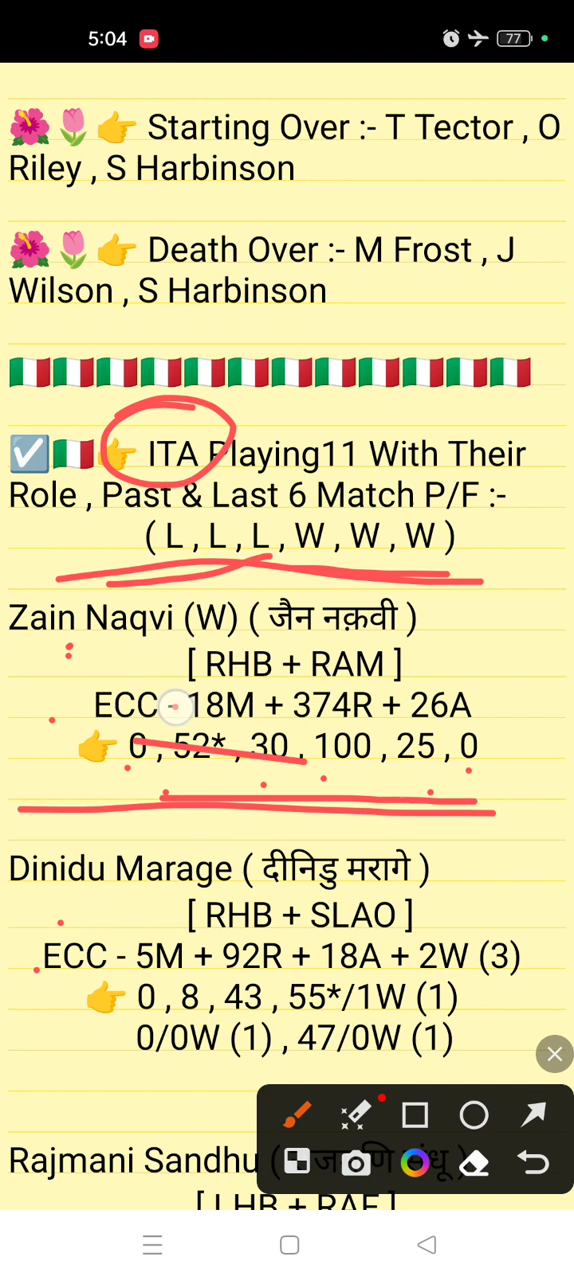 5:04
77
🌺🌷👉 Starting Over :- T Tector , O
Riley , S Harbinson
🌺🌷👉 Death Over :- M Frost , J
Wilson , S Harbinson
🇮🇹🇮🇹🇮🇹🇮🇹🇮🇹🇮🇹🇮🇹🇮🇹🇮🇹🇮🇹🇮🇹🇮🇹
☑️🇮🇹👉 ITA Playing11 With Their
Role , Past & Last 6 Match P/F :-
( L , L , L , W , W , W )
Zain Naqvi (W) ( जैन नक़वी )
[ RHB + RAM ]
ECC - 18M + 374R + 26A
👉 0 , 52* , 30 , 100 , 25 , 0
Dinidu Marage ( दीनिडु मरागे )
[ RHB + SLAO ]
ECC - 5M + 92R + 18A + 2W (3)
👉 0 , 8 , 43 , 55*/1W (1)
0/0W (1) , 47/0W (1)
Rajmani Sandhu (
[ LHB + RAF ]